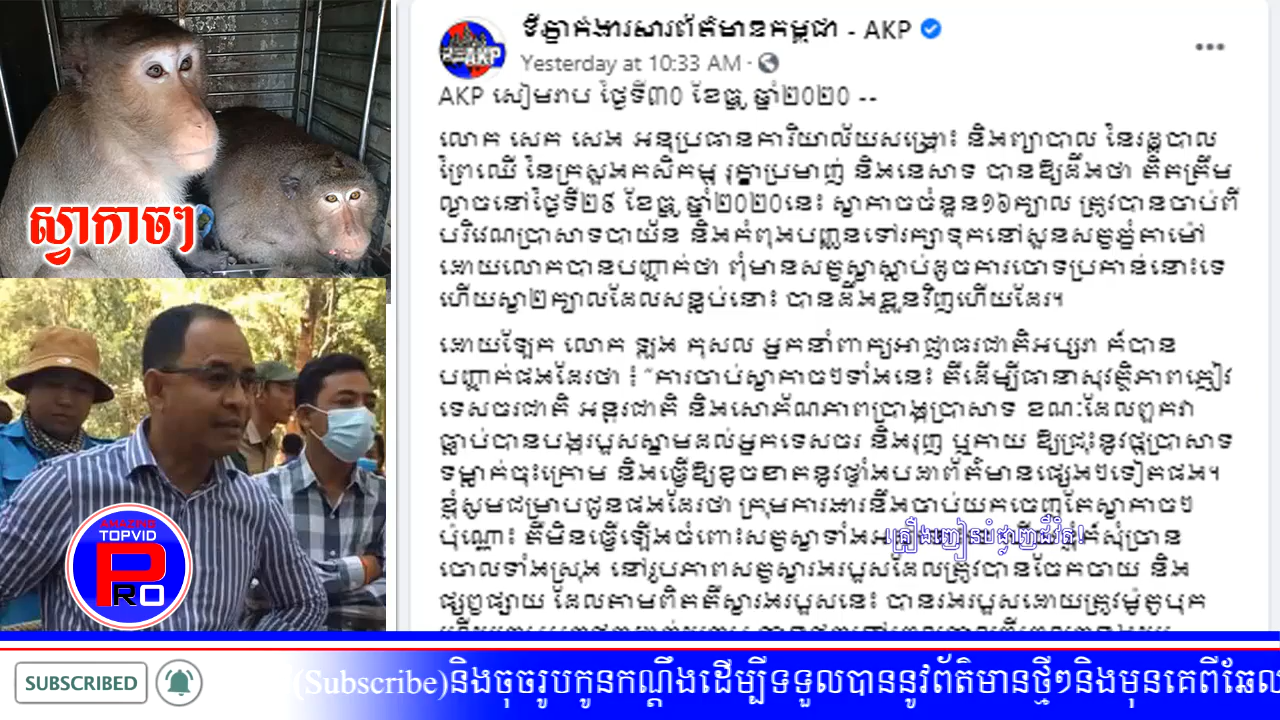 ទីភ្នាក់ងារសារព័ត៌មានកម្ពុជា - AKP
Yesterday at 10:33 AM ·
AKP សៀមរាប ថ្ងៃទី៣០ ខែធ្នូ ឆ្នាំ២០២០ --
លោក សេក សេង អនុប្រធានការិយាល័យសង្គ្រោះ និងព្យាបាល នៃរដ្ឋបាល
ព្រៃឈើ នៃក្រសួងកសិកម្ម រុក្ខាប្រមាញ់ និងនេសាទ បានឱ្យដឹងថា គិតត្រឹម
ល្ងាចនៅថ្ងៃទី២៩ ខែធ្នូ ឆ្នាំ២០២០នេះ ស្វាកាចចំនួន១៦ក្បាល ត្រូវបានចាប់ពី
បរិវេណប្រាសាទបាយ័ន និងកំពុងបញ្ជូនទៅរក្សាទុកនៅសួនសត្វភ្នំតាម៉ៅ
ដោយលោកបានបញ្ជាក់ថា ពុំមានសត្វស្វាស្លាប់ដូចការចោទប្រកាន់នោះទេ
ហើយស្វា២ក្បាលដែលសន្លប់នោះ បានដឹងខ្លួនវិញហើយដែរ។
ដោយឡែក លោក ឡុង កុសល អ្នកនាំពាក្យអាជ្ញាធរជាតិអប្សរា ក៏បាន
បញ្ជាក់ផងដែរថា ៖ “ការចាប់ស្វាកាចៗទាំងនេះ គឺដើម្បីធានាសុវត្ថិភាពភ្ញៀវ
ទេសចរជាតិ អន្តរជាតិ និងសោភ័ណភាពប្រាង្គប្រាសាទ ខណៈដែលពួកវា
ធ្លាប់បានបង្ករបួសស្នាមដល់អ្នកទេសចរ និងរុញ ឬកាយ ឱ្យជ្រុះនូវថ្មប្រាសាទ
ទម្លាក់ចុះក្រោម និងធ្វើឱ្យខូចខាតនូវផ្ទាំងបដាព័ត៌មានផ្សេងៗទៀតផង។
ខ្ញុំសូមជម្រាបជូនផងដែរថា ក្រុមការងារនឹងចាប់យកចេញតែស្វាកាចៗ
ប៉ុណ្ណោះ គឺមិនធ្វើឡើងចំពោះសត្វស្វាទាំងអស់ ក៏សុំប្រាន
គ្រឿងញៀនបំផ្លាញជីវិត!
ចោលទាំងស្រុង នៅរូបភាពសត្វស្វារងរបួសដែលត្រូវបានចែកចាយ និង
ផ្សព្វផ្សាយ ដែលតាមពិតគឺស្វារងរបួសនេះ បានរងរបួសដោយត្រូវម៉ូតូបុក
ស្វាកាចៗ
AMAZING
TOPVID
PRO
SUBSCRIBED
(Subscribe)និងចុចរូបកូនកណ្ដឹងដើម្បីទទួលបាននូវព័ត៌មានថ្មីៗនិងមុនគេពីឆែល